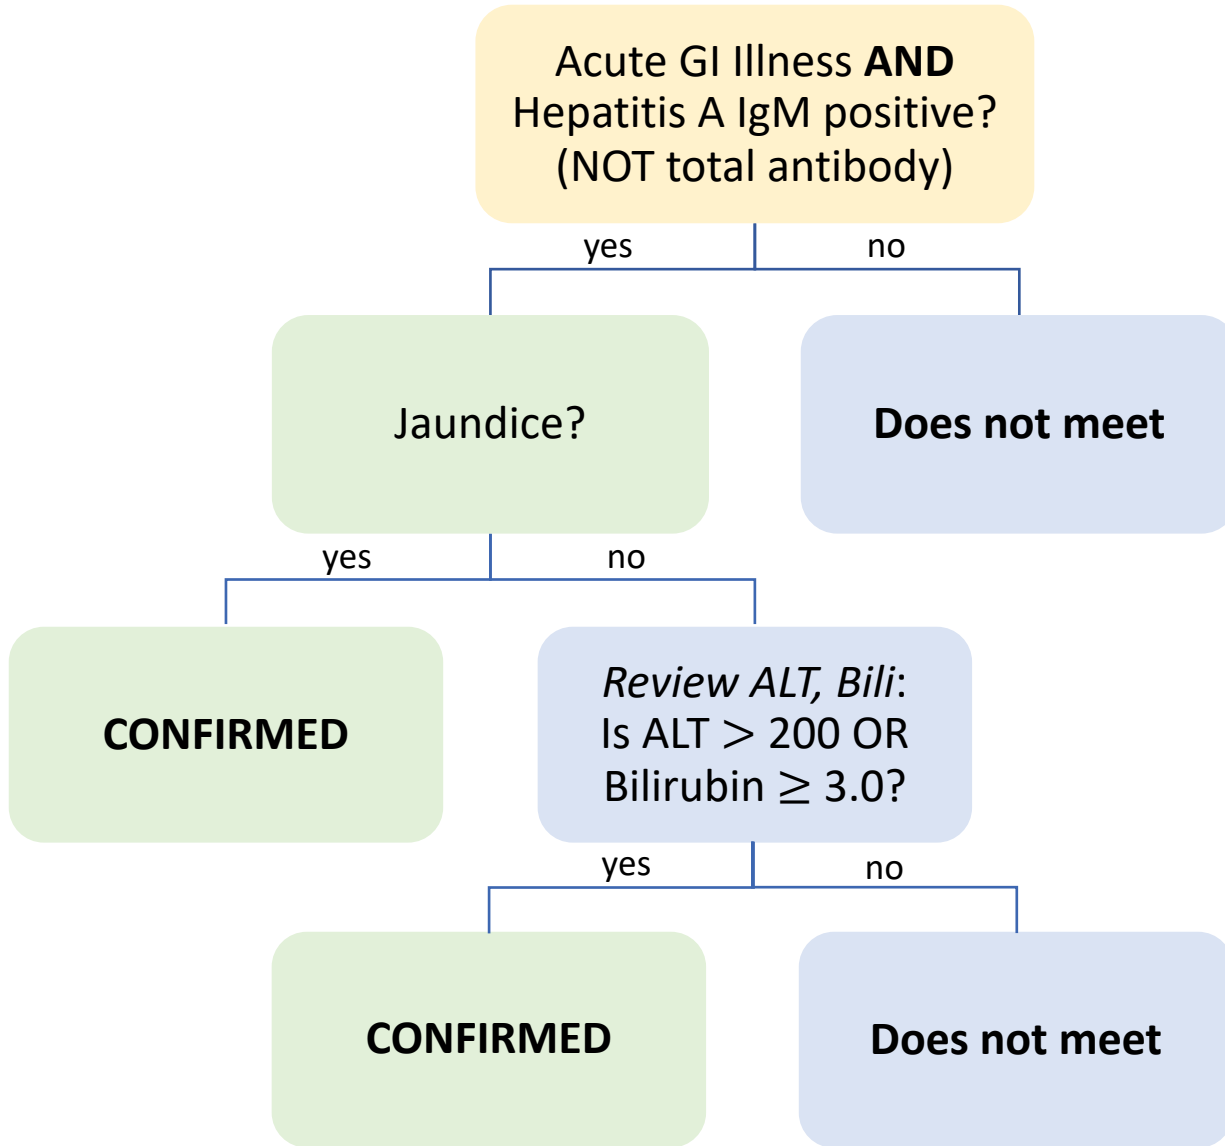 Acute GI Illness AND
Hepatitis A IgM positive?
(NOT total antibody)
yes
no
Jaundice?
Does not meet
yes
no
CONFIRMED
Review ALT, Bili:
Is ALT > 200 OR
Bilirubin ≥ 3.0?
yes
no
CONFIRMED
Does not meet